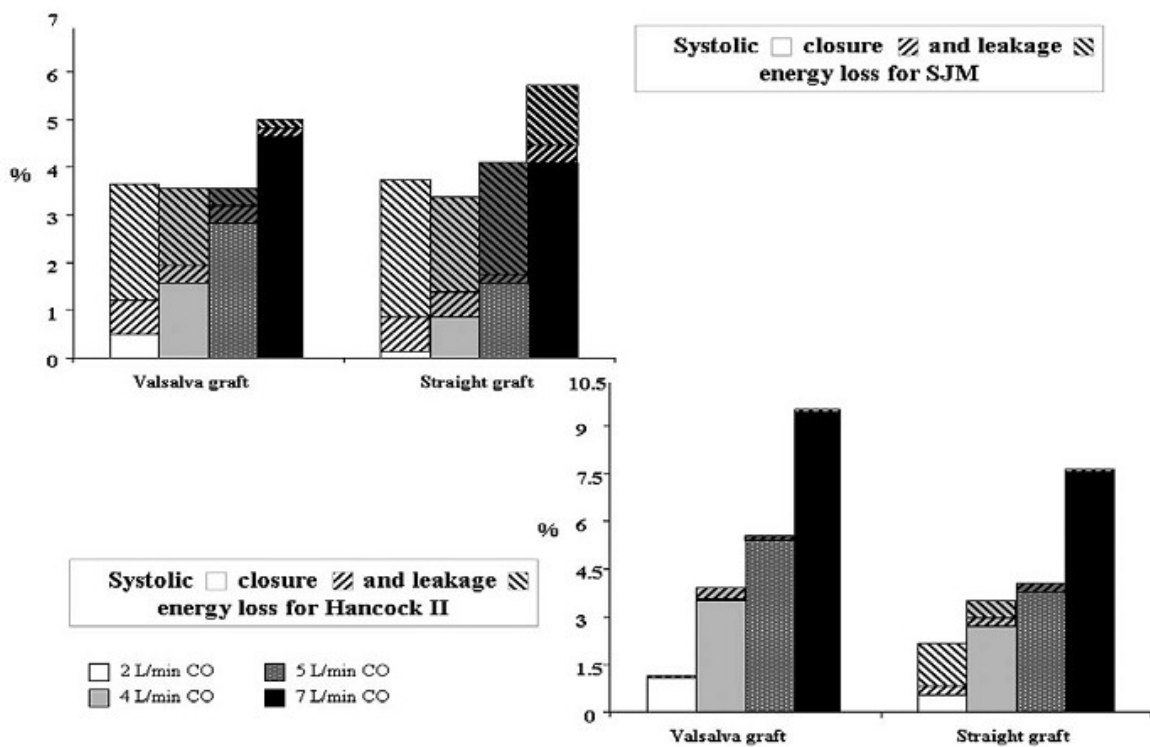 7
6
5
4
%
3
2
1
0
Valsalva graft
Straight graft
Systolic closure and leakage
energy loss for SJM
10.5
9
7.5
6
%
4.5
3
1.5
0
Valsalva graft
Straight graft
Systolic closure and leakage
energy loss for Hancock II
2 L/min CO
5 L/min CO
4 L/min CO
7 L/min CO